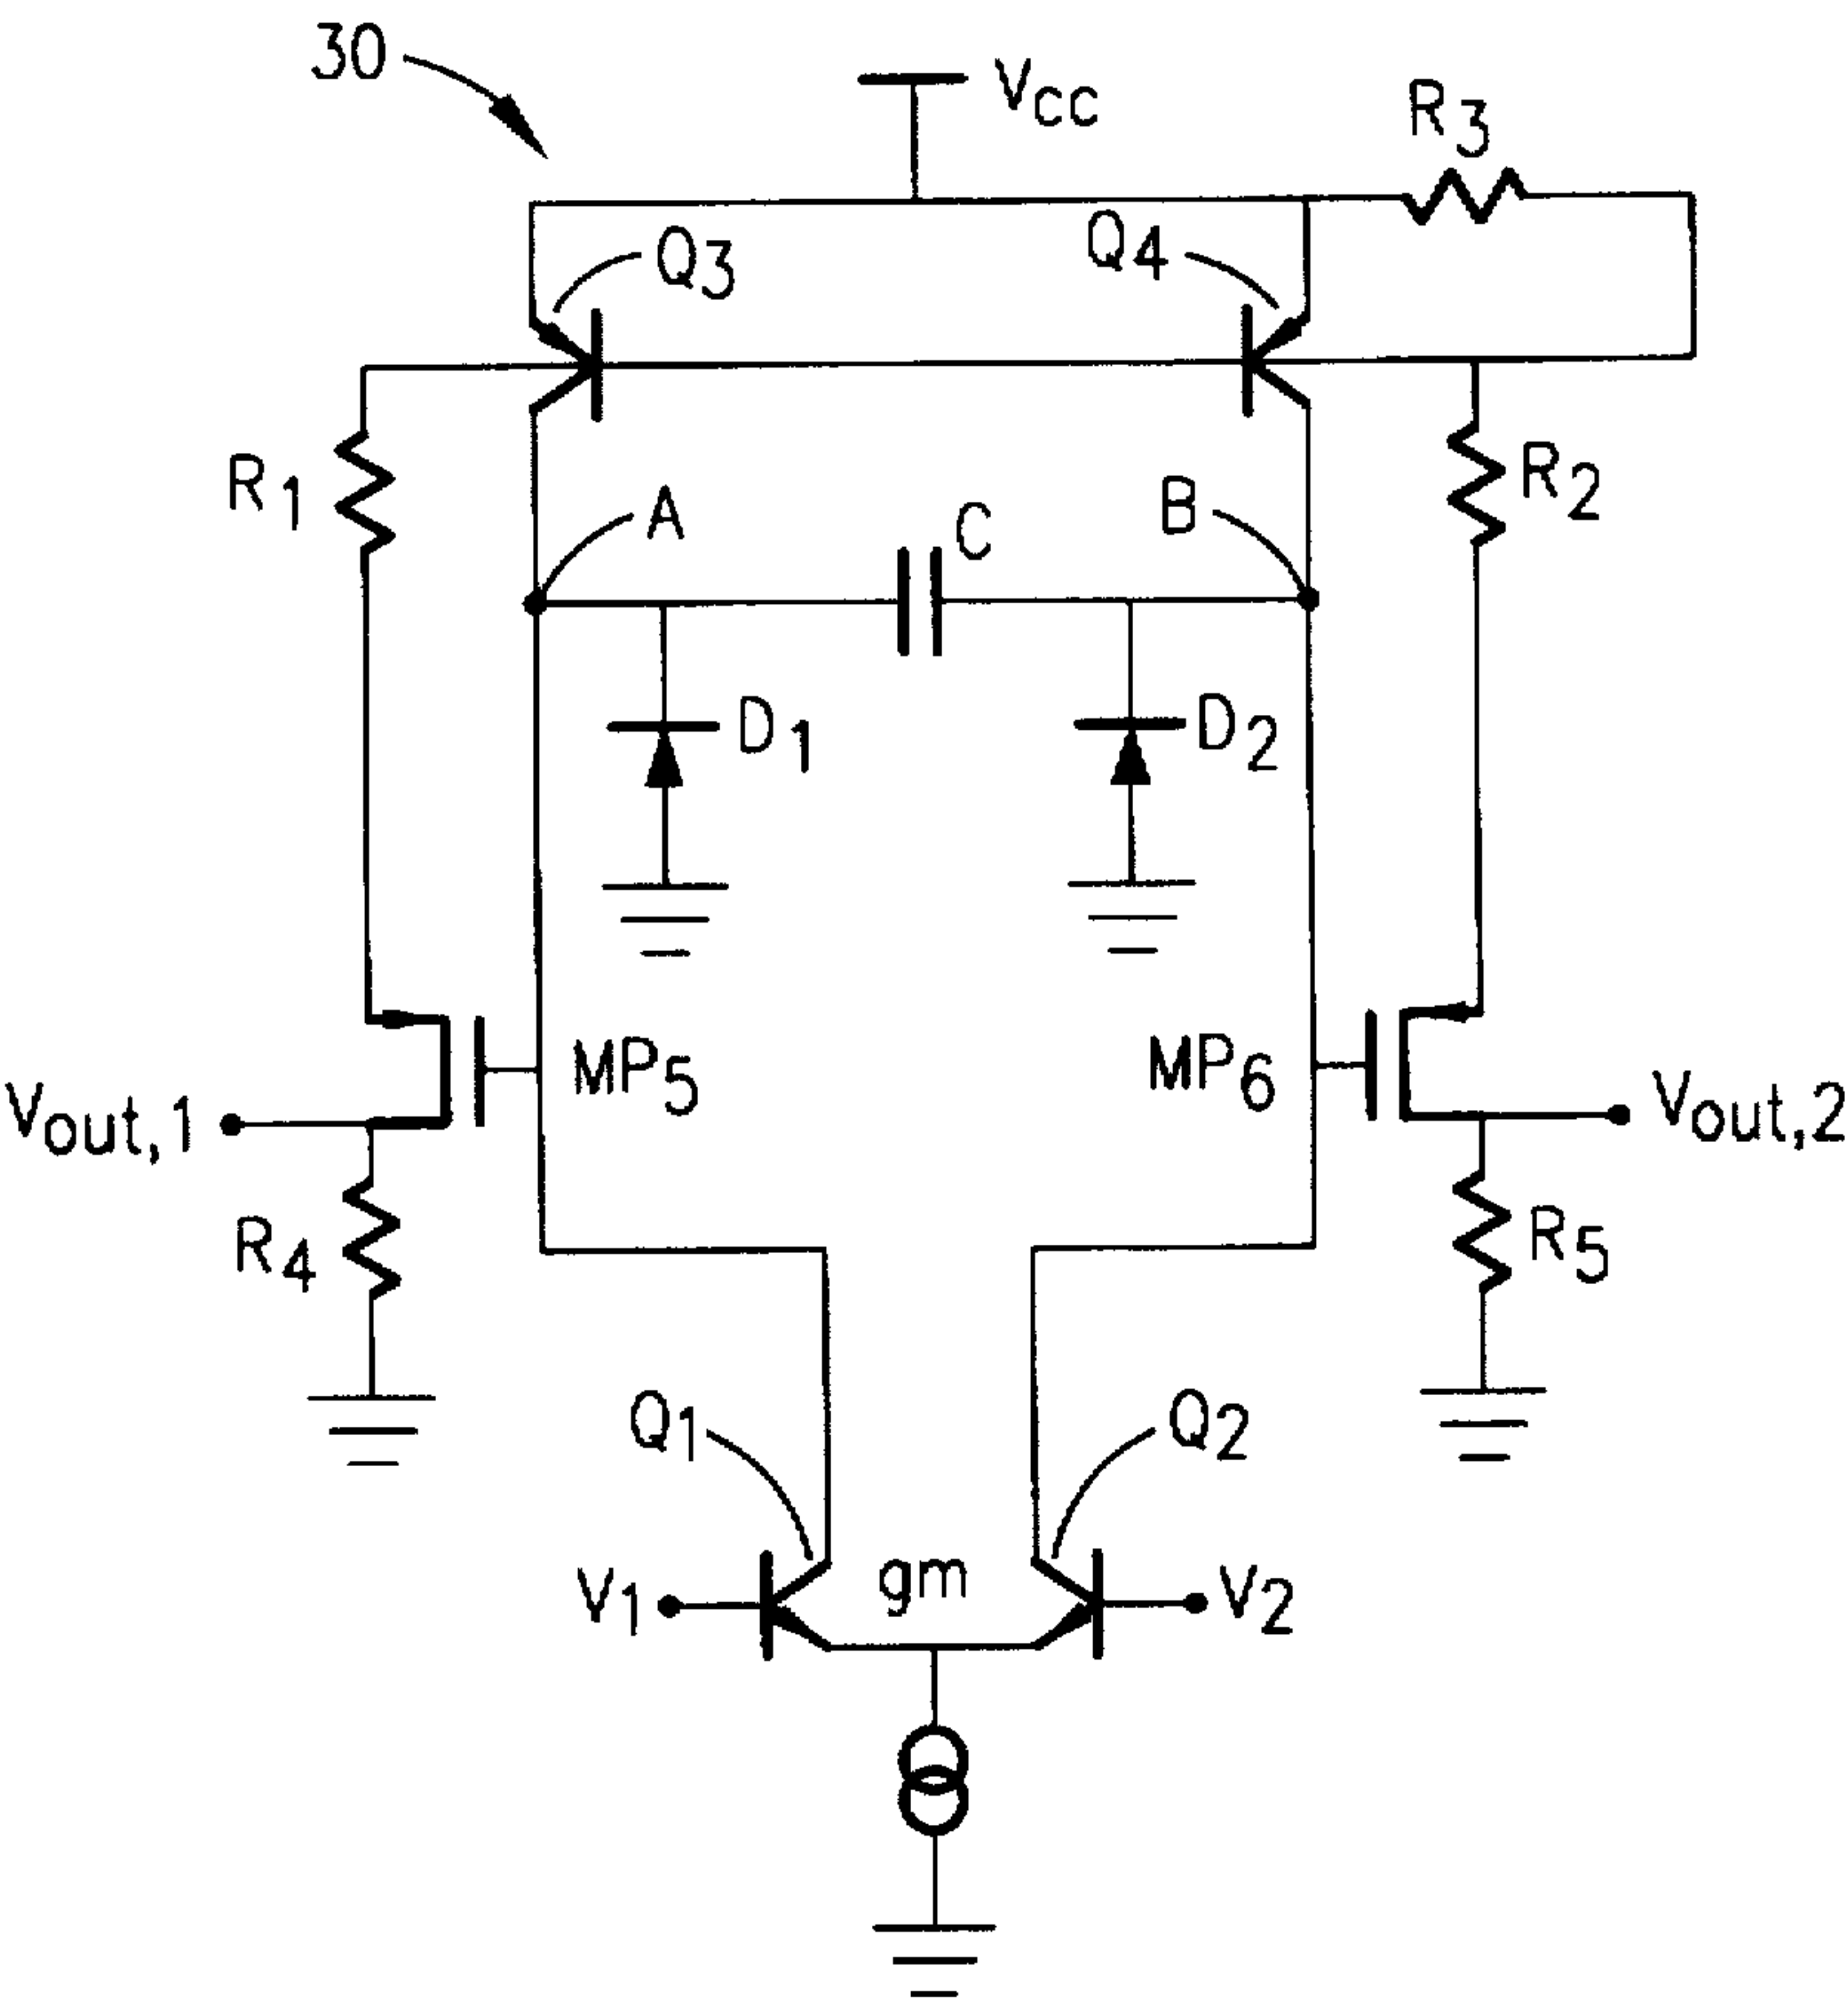 30
Vcc
R3
Q3
Q4
R1
A
C
B
R2
D1
D2
MP5
MP6
Vout,1
Vout,2
R4
R5
Q1
Q2
V1
gm
V2